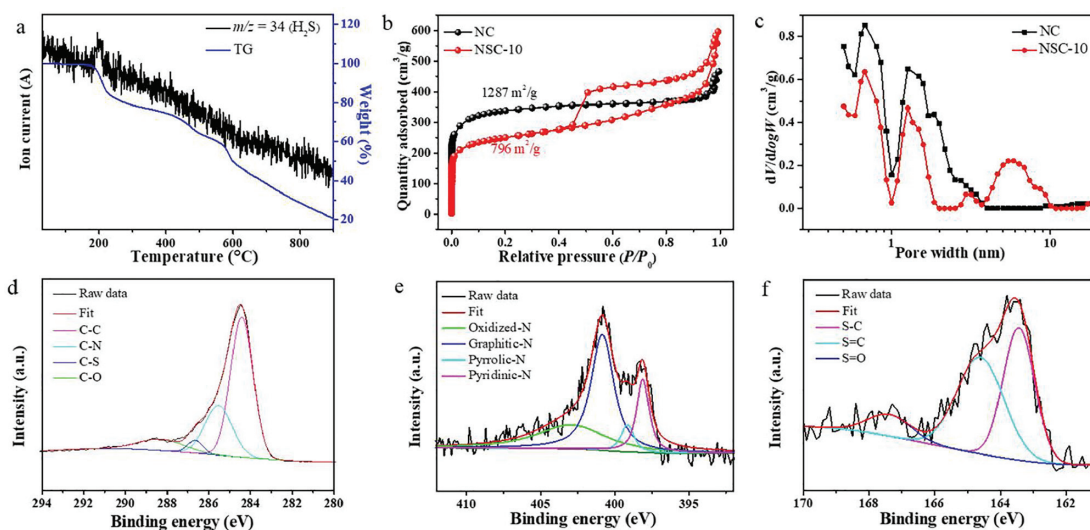 a
m/z = 34 (H₂S)
TG
Ion current (A)
Weight (%)
120
100
80
60
40
20
0 200 400 600 800
Temperature (°C)
b
NC
NSC-10
1287 m²/g
796 m²/g
Quantity adsorbed (cm³/g)
600
500
400
300
200
100
0
0.0 0.2 0.4 0.6 0.8 1.0
Relative pressure (P/P₀)
c
NC
NSC-10
dV/dlogW (cm³/g)
0.8
0.6
0.4
0.2
0.0
1 10
Pore width (nm)
d
Raw data
Fit
C-C
C-N
C-S
C-O
Intensity (a.u.)
294 292 290 288 286 284 282 280
Binding energy (eV)
e
Raw data
Fit
Oxidized-N
Graphitic-N
Pyrrolic-N
Pyridinic-N
Intensity (a.u.)
410 405 400 395
Binding energy (eV)
f
Raw data
Fit
S-C
S=C
S=O
Intensity (a.u.)
170 168 165 163 161
Binding energy (eV)